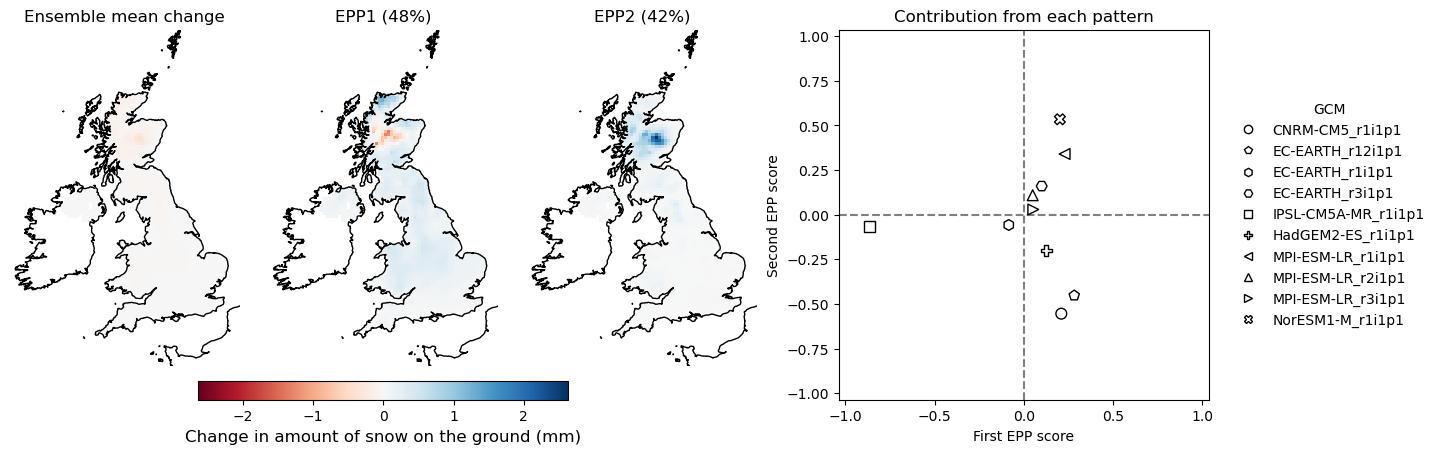 Ensemble mean change
EPP1 (48%)
EPP2 (42%)
−2 −1 0 1 2
Change in amount of snow on the ground (mm)
Contribution from each pattern
1.00
0.75
0.50
0.25
0.00
−0.25
−0.50
−0.75
−1.00
Second EPP score
−1.0 −0.5 0.0 0.5 1.0
First EPP score
GCM
CNRM-CM5_r1i1p1
EC-EARTH_r12i1p1
EC-EARTH_r1i1p1
EC-EARTH_r3i1p1
IPSL-CM5A-MR_r1i1p1
HadGEM2-ES_r1i1p1
MPI-ESM-LR_r1i1p1
MPI-ESM-LR_r2i1p1
MPI-ESM-LR_r3i1p1
NorESM1-M_r1i1p1